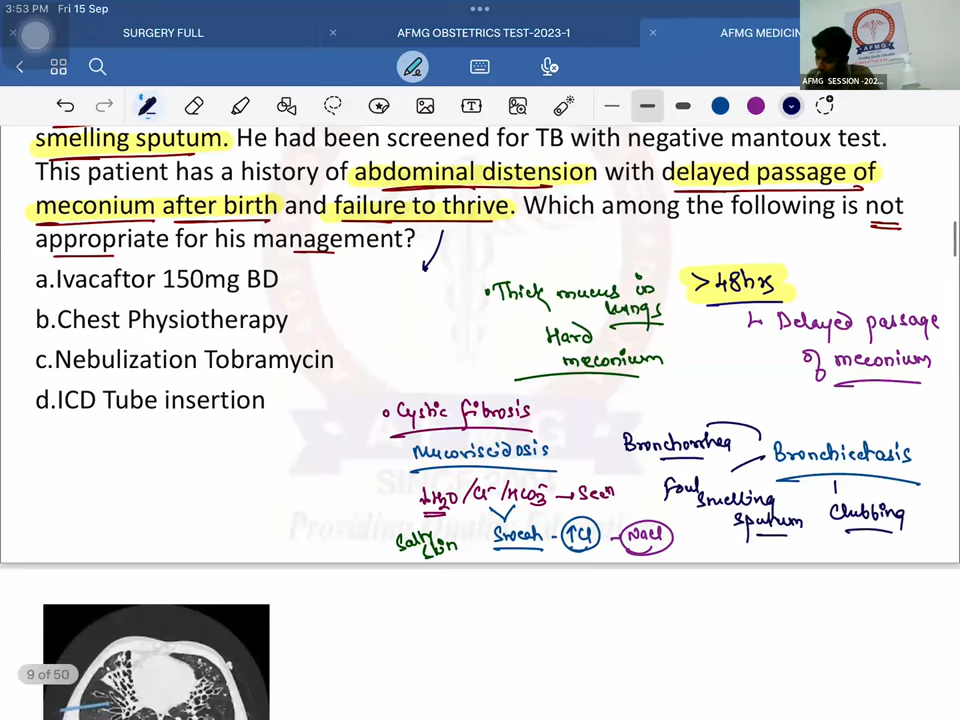 3:53 PM Fri 15 Sep
SURGERY FULL
AFMG OBSTETRICS TEST-2023-1
AFMG MEDICIN
AFMG
AFMG SESSION -202...
smelling sputum. He had been screened for TB with negative mantoux test.
This patient has a history of abdominal distension with delayed passage of
meconium after birth and failure to thrive. Which among the following is not
appropriate for his management?
a.Ivacaftor 150mg BD
b.Chest Physiotherapy
c.Nebulization Tobramycin
d.ICD Tube insertion
Thick mucus in
lungs
Hard
meconium
>48hrs
Delayed passage
of meconium
Cystic fibrosis
H2O / Cl- / HCO3-
Salty
skin
↑Cl
- NaCl
Bronchorrhea
Bronchiectasis
Foul
smelling
sputum
Clubbing
SINCE 2004
9 of 50